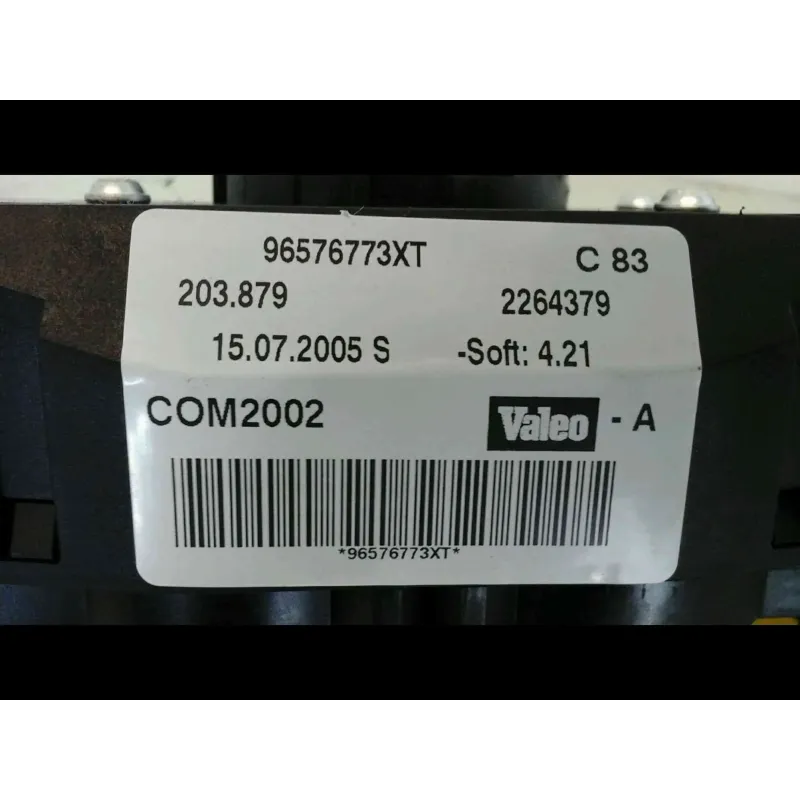 96576773XT C 83
203.879 2264379
15.07.2005 S -Soft: 4.21
COM2002 Valeo - A
*96576773XT*